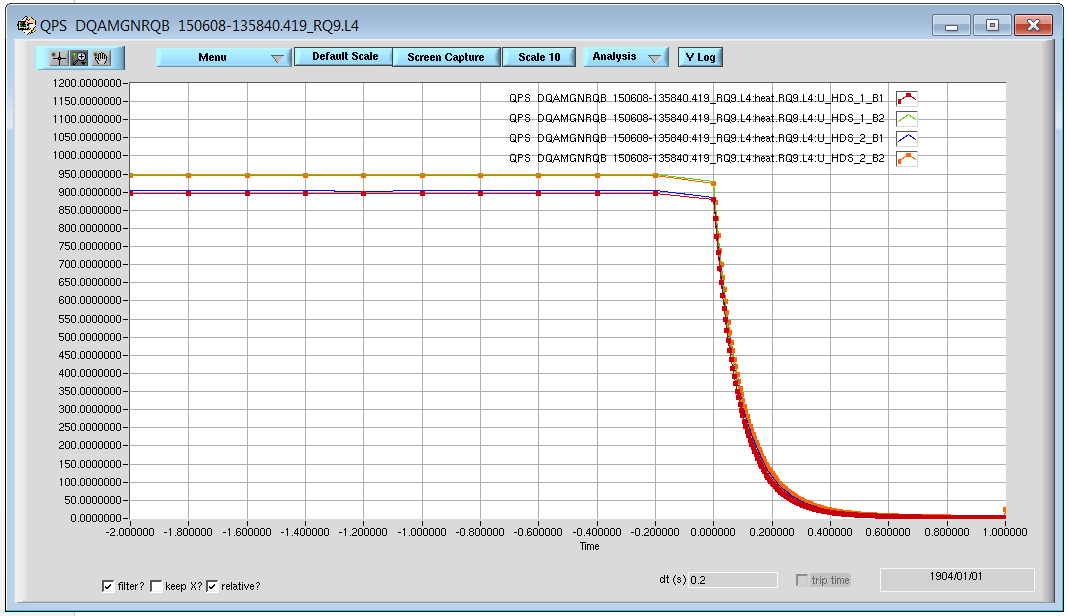 QPS DQAMGNRQB 150608-135840.419_RQ9.L4
Menu Default Scale Screen Capture Scale 10 Analysis Y Log
1200.0000000
1150.0000000
1100.0000000
1050.0000000
1000.0000000
950.0000000
900.0000000
850.0000000
800.0000000
750.0000000
700.0000000
650.0000000
600.0000000
550.0000000
500.0000000
450.0000000
400.0000000
350.0000000
300.0000000
250.0000000
200.0000000
150.0000000
100.0000000
50.0000000
0.0000000
QPS DQAMGNRQB 150608-135840.419_RQ9.L4:heat.RQ9.L4:U_HDS_1_B1
QPS DQAMGNRQB 150608-135840.419_RQ9.L4:heat.RQ9.L4:U_HDS_1_B2
QPS DQAMGNRQB 150608-135840.419_RQ9.L4:heat.RQ9.L4:U_HDS_2_B1
QPS DQAMGNRQB 150608-135840.419_RQ9.L4:heat.RQ9.L4:U_HDS_2_B2
-2.000000 -1.800000 -1.600000 -1.400000 -1.200000 -1.000000 -0.800000 -0.600000 -0.400000 -0.200000 0.000000 0.200000 0.400000 0.600000 0.800000 1.000000
Time
filter? keep X? relative? dt (s) 0.2 trip time 1904/01/01